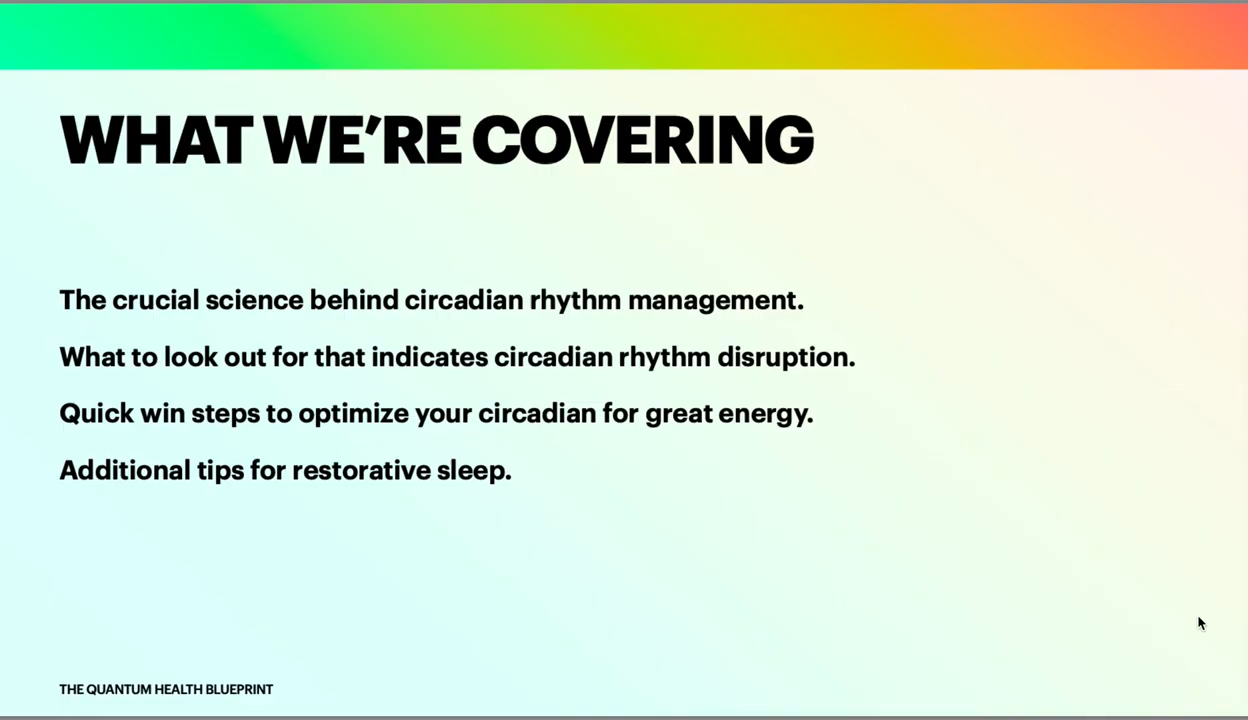 WHAT WE’RE COVERING
The crucial science behind circadian rhythm management.
What to look out for that indicates circadian rhythm disruption.
Quick win steps to optimize your circadian for great energy.
Additional tips for restorative sleep.
THE QUANTUM HEALTH BLUEPRINT